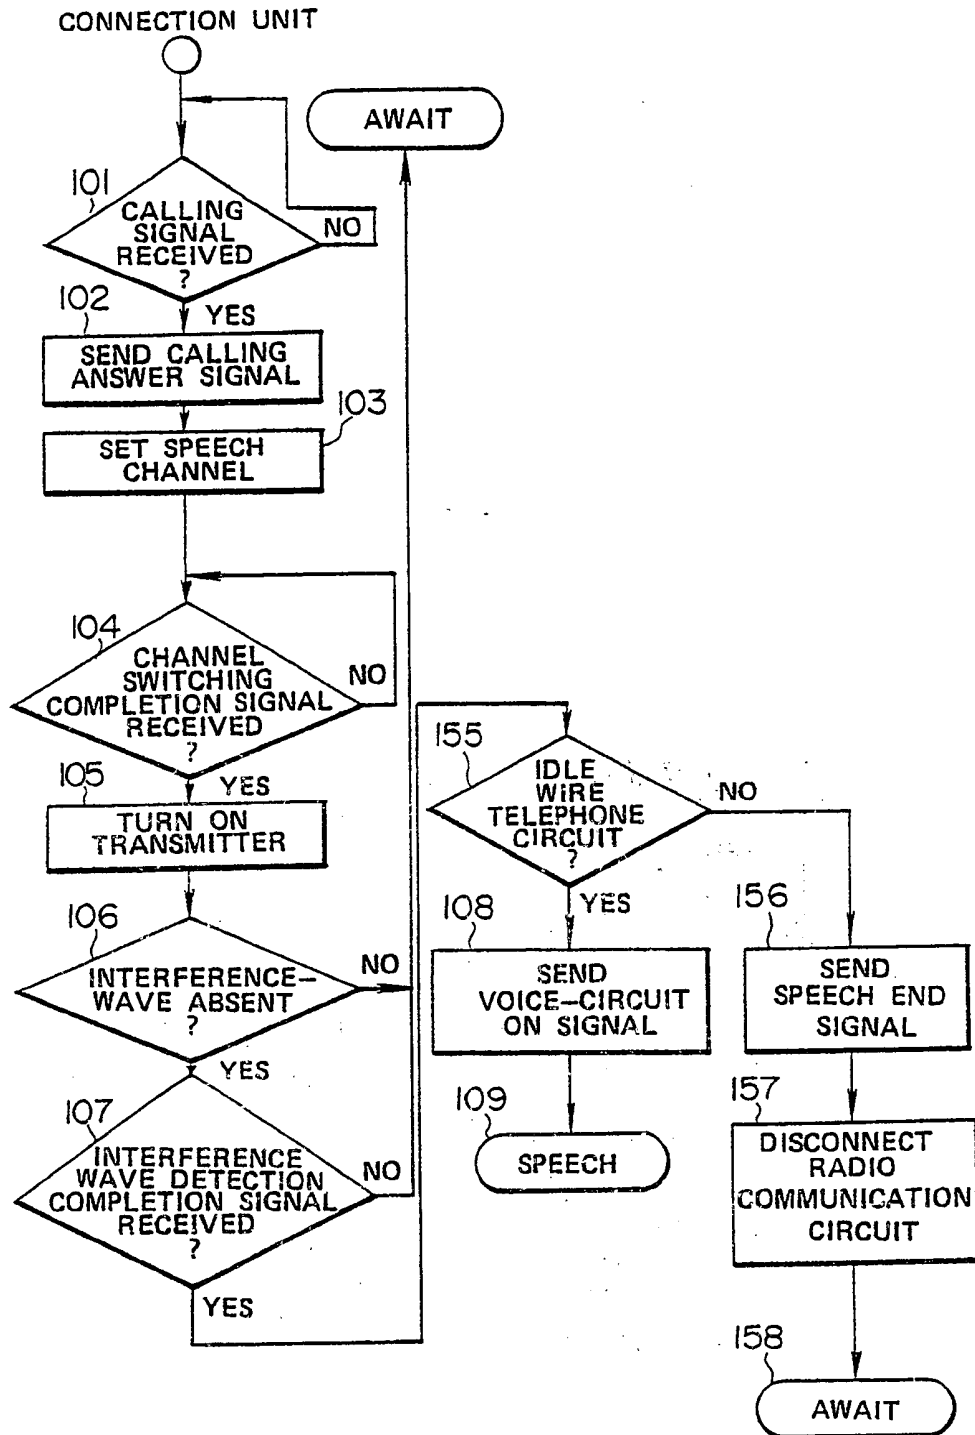 CONNECTION UNIT
AWAIT
101
CALLING
SIGNAL
RECEIVED
?
NO
YES
102
SEND CALLING
ANSWER SIGNAL
103
SET SPEECH
CHANNEL
104
CHANNEL
SWITCHING
COMPLETION SIGNAL
RECEIVED
?
NO
YES
105
TURN ON
TRANSMITTER
106
INTERFERENCE-
WAVE ABSENT
?
NO
YES
107
INTERFERENCE
WAVE DETECTION
COMPLETION SIGNAL
RECEIVED
?
NO
YES
155
IDLE
WIRE
TELEPHONE
CIRCUIT
?
NO
YES
108
SEND
VOICE-CIRCUIT
ON SIGNAL
109
SPEECH
156
SEND
SPEECH END
SIGNAL
157
DISCONNECT
RADIO
COMMUNICATION
CIRCUIT
158
AWAIT